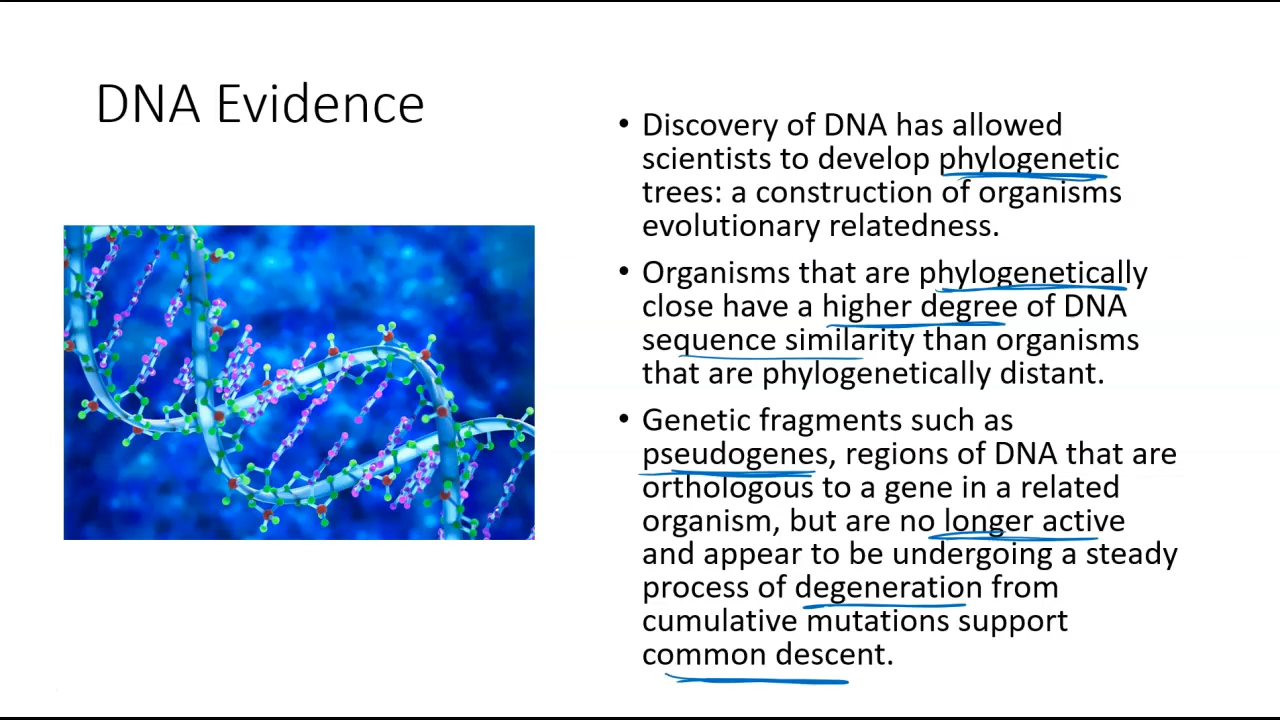 DNA Evidence
• Discovery of DNA has allowed
scientists to develop phylogenetic
trees: a construction of organisms
evolutionary relatedness.
• Organisms that are phylogenetically
close have a higher degree of DNA
sequence similarity than organisms
that are phylogenetically distant.
• Genetic fragments such as
pseudogenes, regions of DNA that are
orthologous to a gene in a related
organism, but are no longer active
and appear to be undergoing a steady
process of degeneration from
cumulative mutations support
common descent.